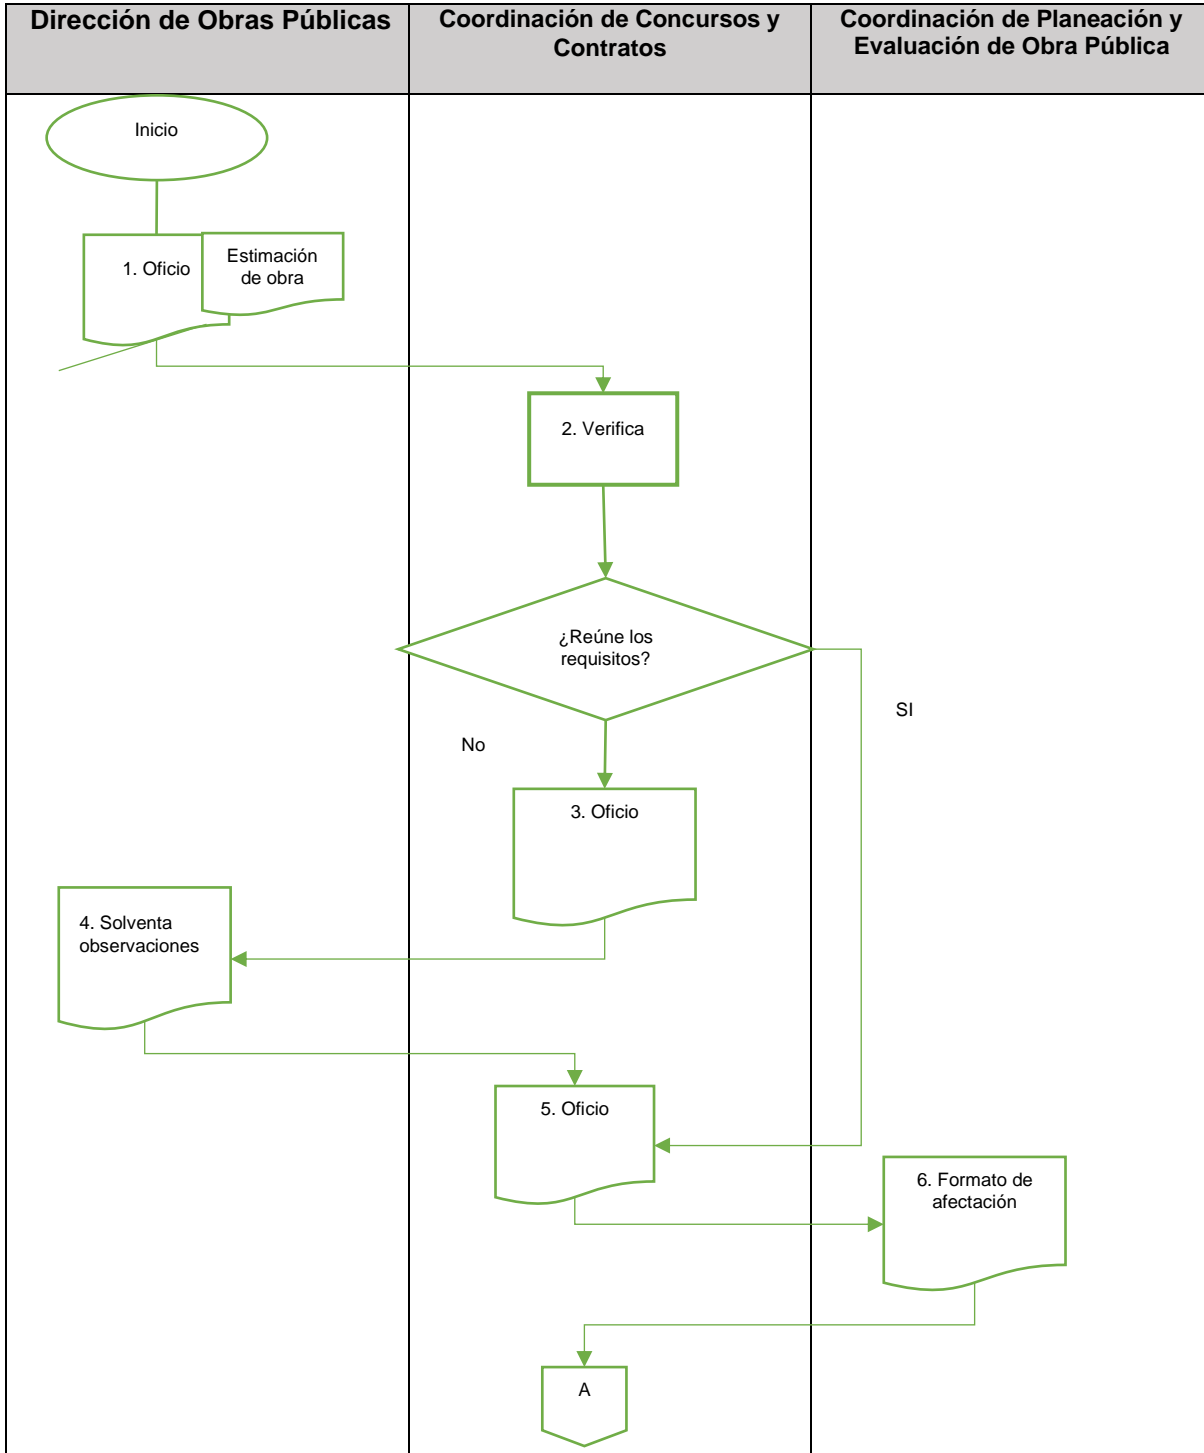 Dirección de Obras Públicas
Coordinación de Concursos y
Contratos
Coordinación de Planeación y
Evaluación de Obra Pública
Inicio
1. Oficio
Estimación
de obra
2. Verifica
¿Reúne los
requisitos?
SI
No
3. Oficio
4. Solventa
observaciones
5. Oficio
6. Formato de
afectación
A